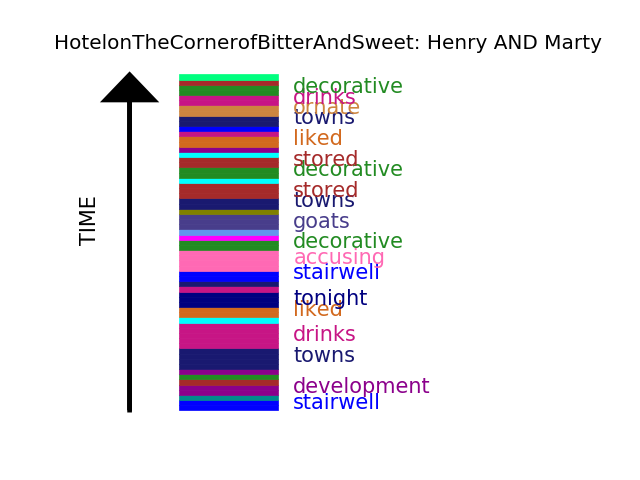 HotelonTheCornerofBitterAndSweet: Henry AND Marty
TIME
decorative
drinks
ornate
towns
liked
stored
decorative
stored
towns
goats
decorative
accusing
stairwell
tonight
liked
drinks
towns
development
stairwell